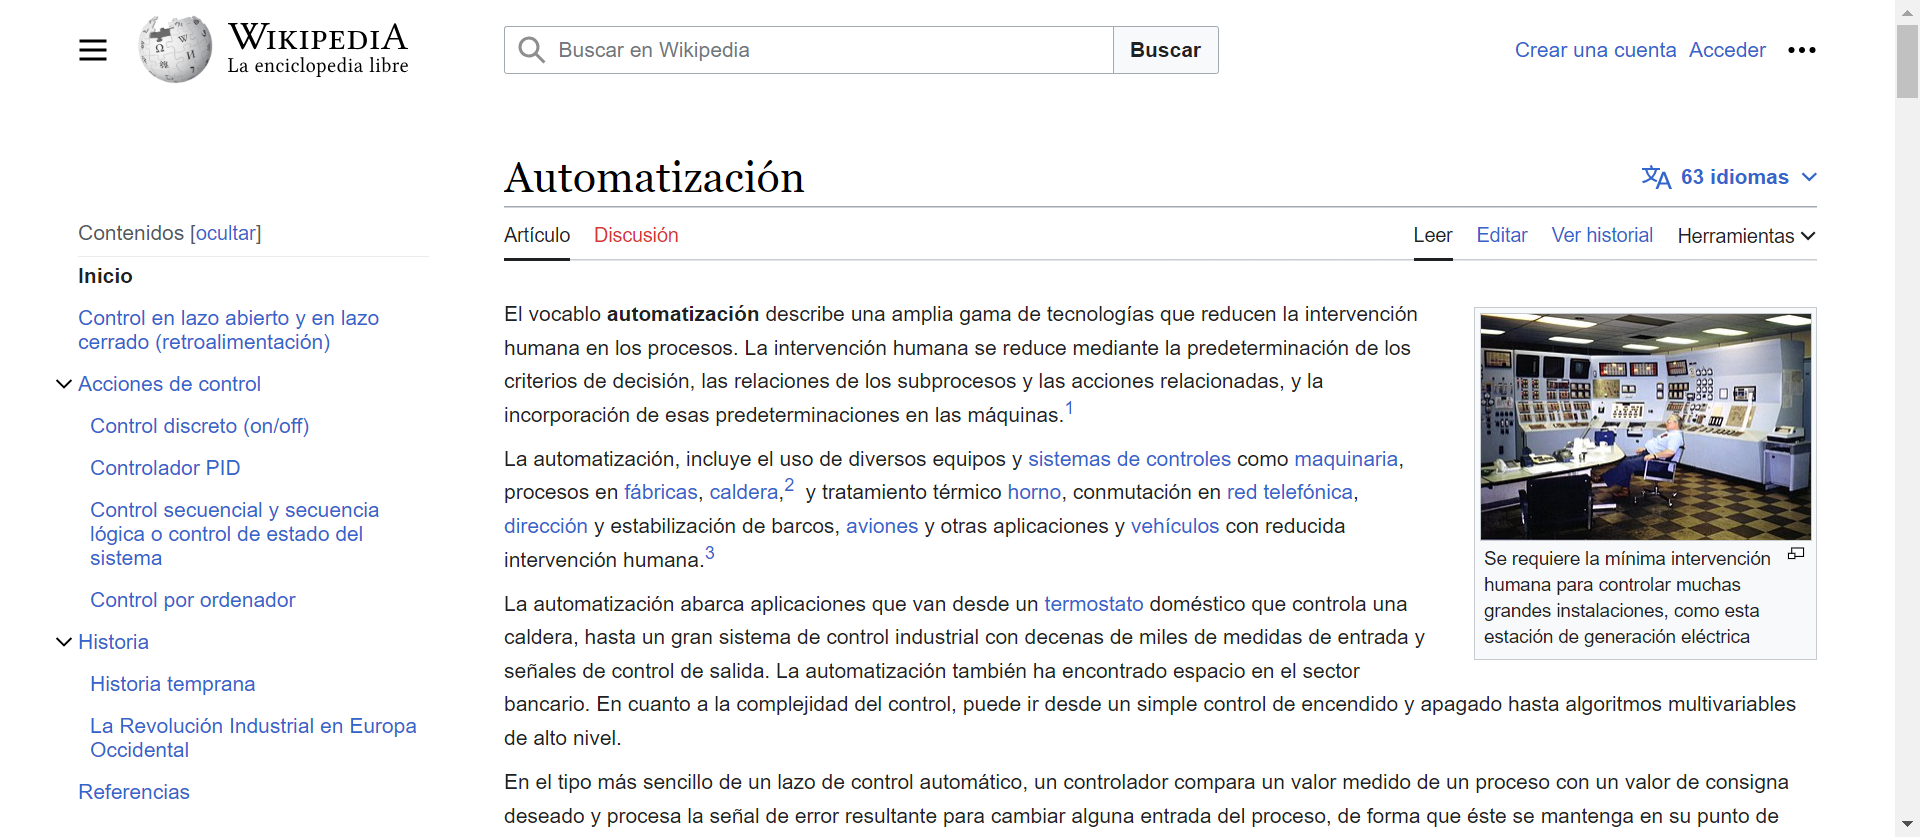 WIKIPEDIA
La enciclopedia libre
Buscar en Wikipedia
Buscar
Crear una cuenta
Acceder
Automatización
63 idiomas
Contenidos [ocultar]
Inicio
Control en lazo abierto y en lazo
cerrado (retroalimentación)
Acciones de control
Control discreto (on/off)
Controlador PID
Control secuencial y secuencia
lógica o control de estado del
sistema
Control por ordenador
Historia
Historia temprana
La Revolución Industrial en Europa
Occidental
Referencias
Artículo
Discusión
Leer
Editar
Ver historial
Herramientas
El vocablo automatización describe una amplia gama de tecnologías que reducen la intervención
humana en los procesos. La intervención humana se reduce mediante la predeterminación de los
criterios de decisión, las relaciones de los subprocesos y las acciones relacionadas, y la
incorporación de esas predeterminaciones en las máquinas.1
La automatización, incluye el uso de diversos equipos y sistemas de controles como maquinaria,
procesos en fábricas, caldera,2 y tratamiento térmico horno, conmutación en red telefónica,
dirección y estabilización de barcos, aviones y otras aplicaciones y vehículos con reducida
intervención humana.3
La automatización abarca aplicaciones que van desde un termostato doméstico que controla una
caldera, hasta un gran sistema de control industrial con decenas de miles de medidas de entrada y
señales de control de salida. La automatización también ha encontrado espacio en el sector
bancario. En cuanto a la complejidad del control, puede ir desde un simple control de encendido y apagado hasta algoritmos multivariables
de alto nivel.
En el tipo más sencillo de un lazo de control automático, un controlador compara un valor medido de un proceso con un valor de consigna
deseado y procesa la señal de error resultante para cambiar alguna entrada del proceso, de forma que éste se mantenga en su punto de
Se requiere la mínima intervención
humana para controlar muchas
grandes instalaciones, como esta
estación de generación eléctrica